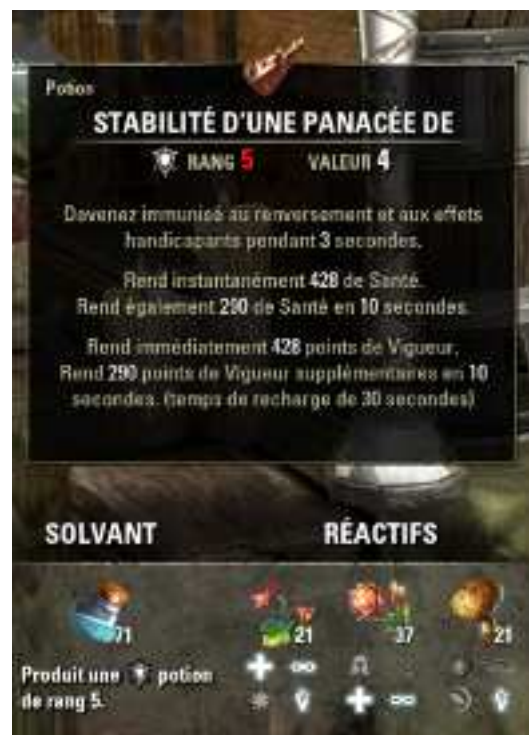 Potion
STABILITÉ D'UNE PANACÉE DE
RANG 5 VALEUR 4
Devenez immunisé au renversement et aux effets
handicapants pendant 3 secondes.
Rend instantanément 428 de Santé.
Rend également 290 de Santé en 10 secondes.
Rend immédiatement 428 points de Vigueur.
Rend 290 points de Vigueur supplémentaires en 10
secondes. (temps de recharge de 30 secondes)
SOLVANT RÉACTIFS
71 21 37 21
Produit une potion
de rang 5.